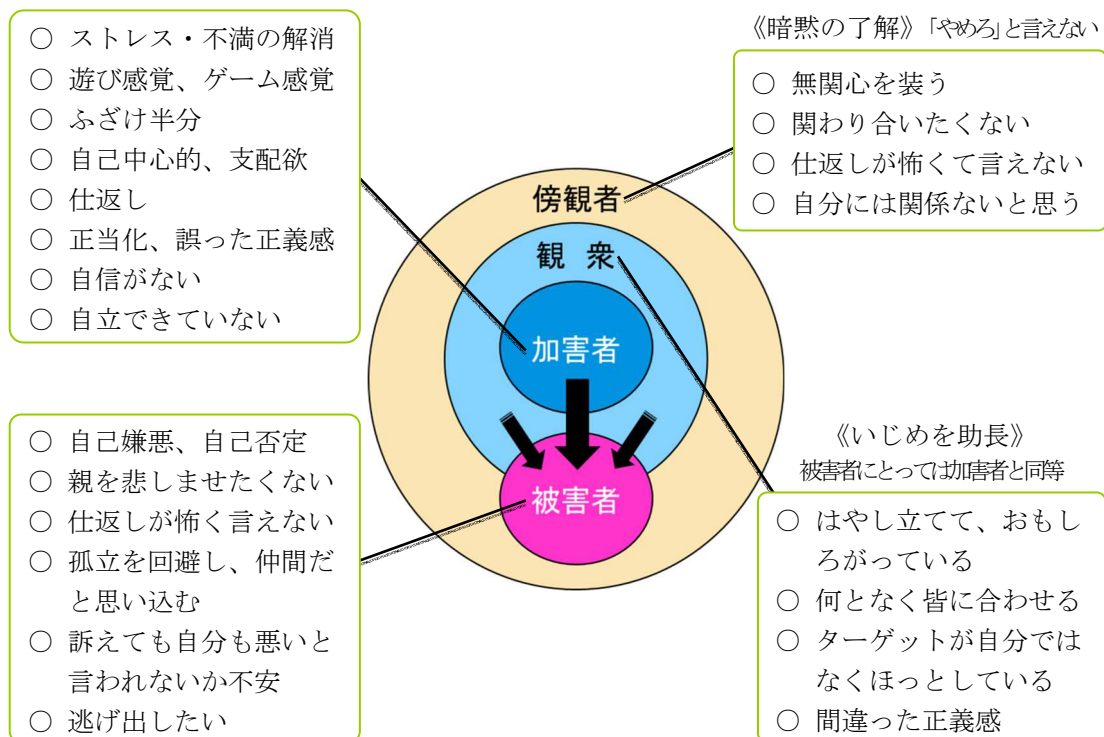 ○ ストレス・不満の解消
○ 遊び感覚、ゲーム感覚
○ ふざけ半分
○ 自己中心的、支配欲
○ 仕返し
○ 正当化、誤った正義感
○ 自信がない
○ 自立できていない
《暗黙の了解》「やめろ」と言えない
○ 無関心を装う
○ 関わり合いたくない
○ 仕返しが怖くて言えない
○ 自分には関係ないと思う
傍観者
観 衆
加害者
被害者
○ 自己嫌悪、自己否定
○ 親を悲しませたくない
○ 仕返しが怖く言えない
○ 孤立を回避し、仲間だ
と思い込む
○ 訴えても自分も悪いと
言われないか不安
○ 逃げ出したい
《いじめを助長》
被害者にとっては加害者と同等
○ はやし立てて、おもし
ろがっている
○ 何となく皆に合わせる
○ ターゲットが自分では
なくほっとしている
○ 間違った正義感